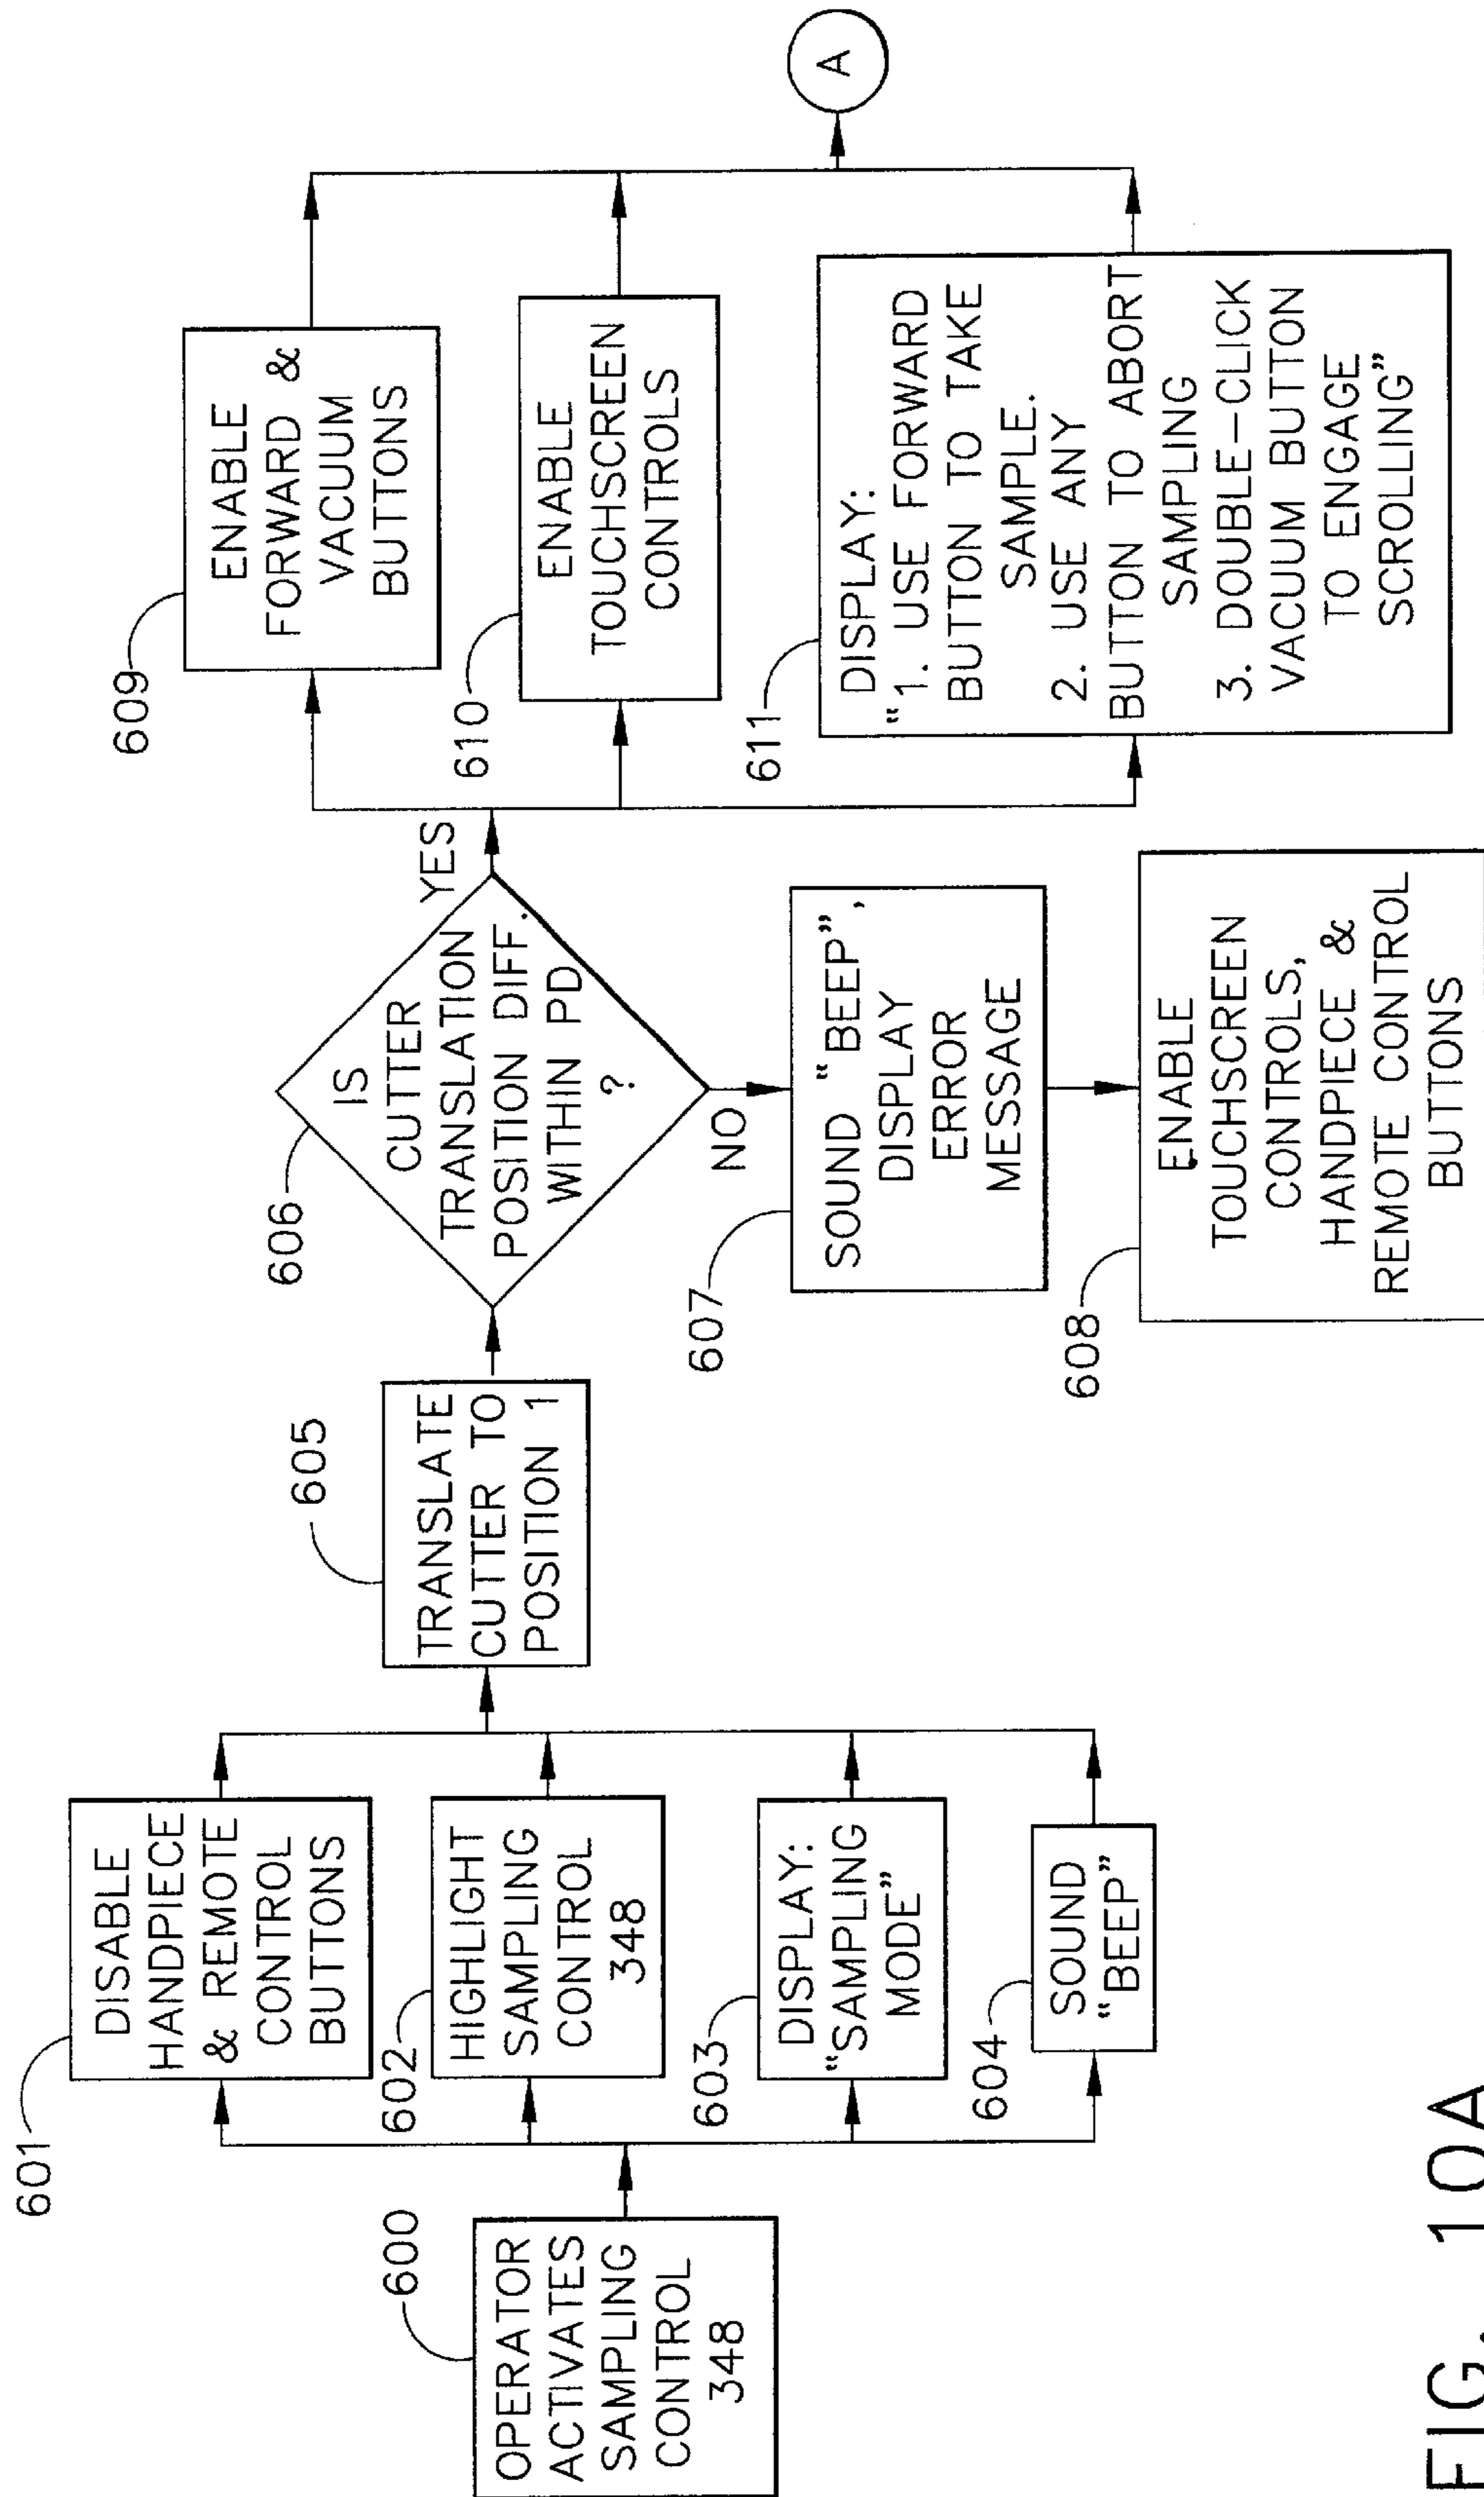 600
OPERATOR
ACTIVATES
SAMPLING
CONTROL
348
601
DISABLE
HANDPIECE
& REMOTE
CONTROL
BUTTONS
602
HIGHLIGHT
SAMPLING
CONTROL
348
603
DISPLAY:
"SAMPLING
MODE"
604
SOUND
"BEEP"
605
TRANSLATE
CUTTER TO
POSITION 1
606
IS
CUTTER
TRANSLATION
POSITION DIFF.
WITHIN PD
?
YES
NO
607
SOUND "BEEP",
DISPLAY
ERROR
MESSAGE
608
ENABLE
TOUCHSCREEN
CONTROLS,
HANDPIECE &
REMOTE CONTROL
BUTTONS
609
ENABLE
FORWARD &
VACUUM
BUTTONS
610
ENABLE
TOUCHSCREEN
CONTROLS
611
DISPLAY:
"1. USE FORWARD
BUTTON TO TAKE
SAMPLE.
2. USE ANY
BUTTON TO ABORT
SAMPLING
3. DOUBLE-CLICK
VACUUM BUTTON
TO ENGAGE
SCROLLING"
A
FIG. 10A